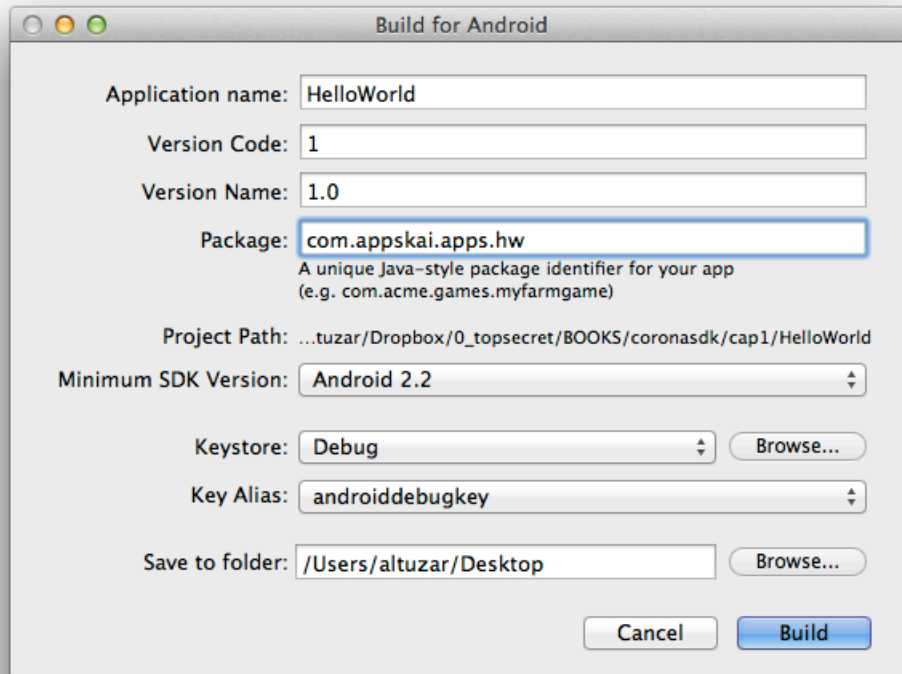 Build for Android
Application name: HelloWorld
Version Code: 1
Version Name: 1.0
Package: com.appskai.apps.hw
A unique Java-style package identifier for your app
(e.g. com.acme.games.myfarmgame)
Project Path: ...tuzar/Dropbox/0_topsecret/BOOKS/coronasdk/cap1/HelloWorld
Minimum SDK Version: Android 2.2
Keystore: Debug Browse...
Key Alias: androiddebugkey
Save to folder: /Users/altuzar/Desktop Browse...
Cancel Build